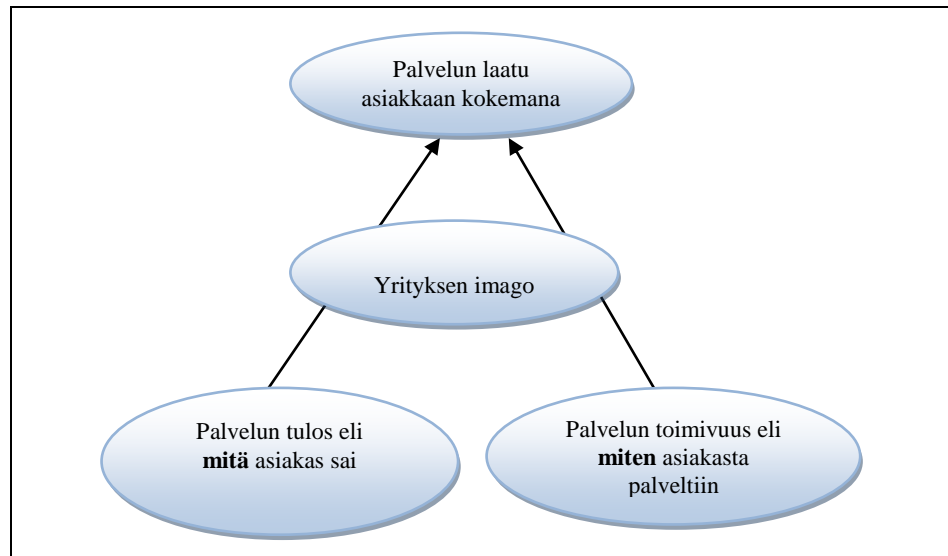 Palvelun laatu
asiakkaan kokemana
Yrityksen imago
Palvelun tulos eli
mitä asiakas sai
Palvelun toimivuus eli
miten asiakasta
palveltiin